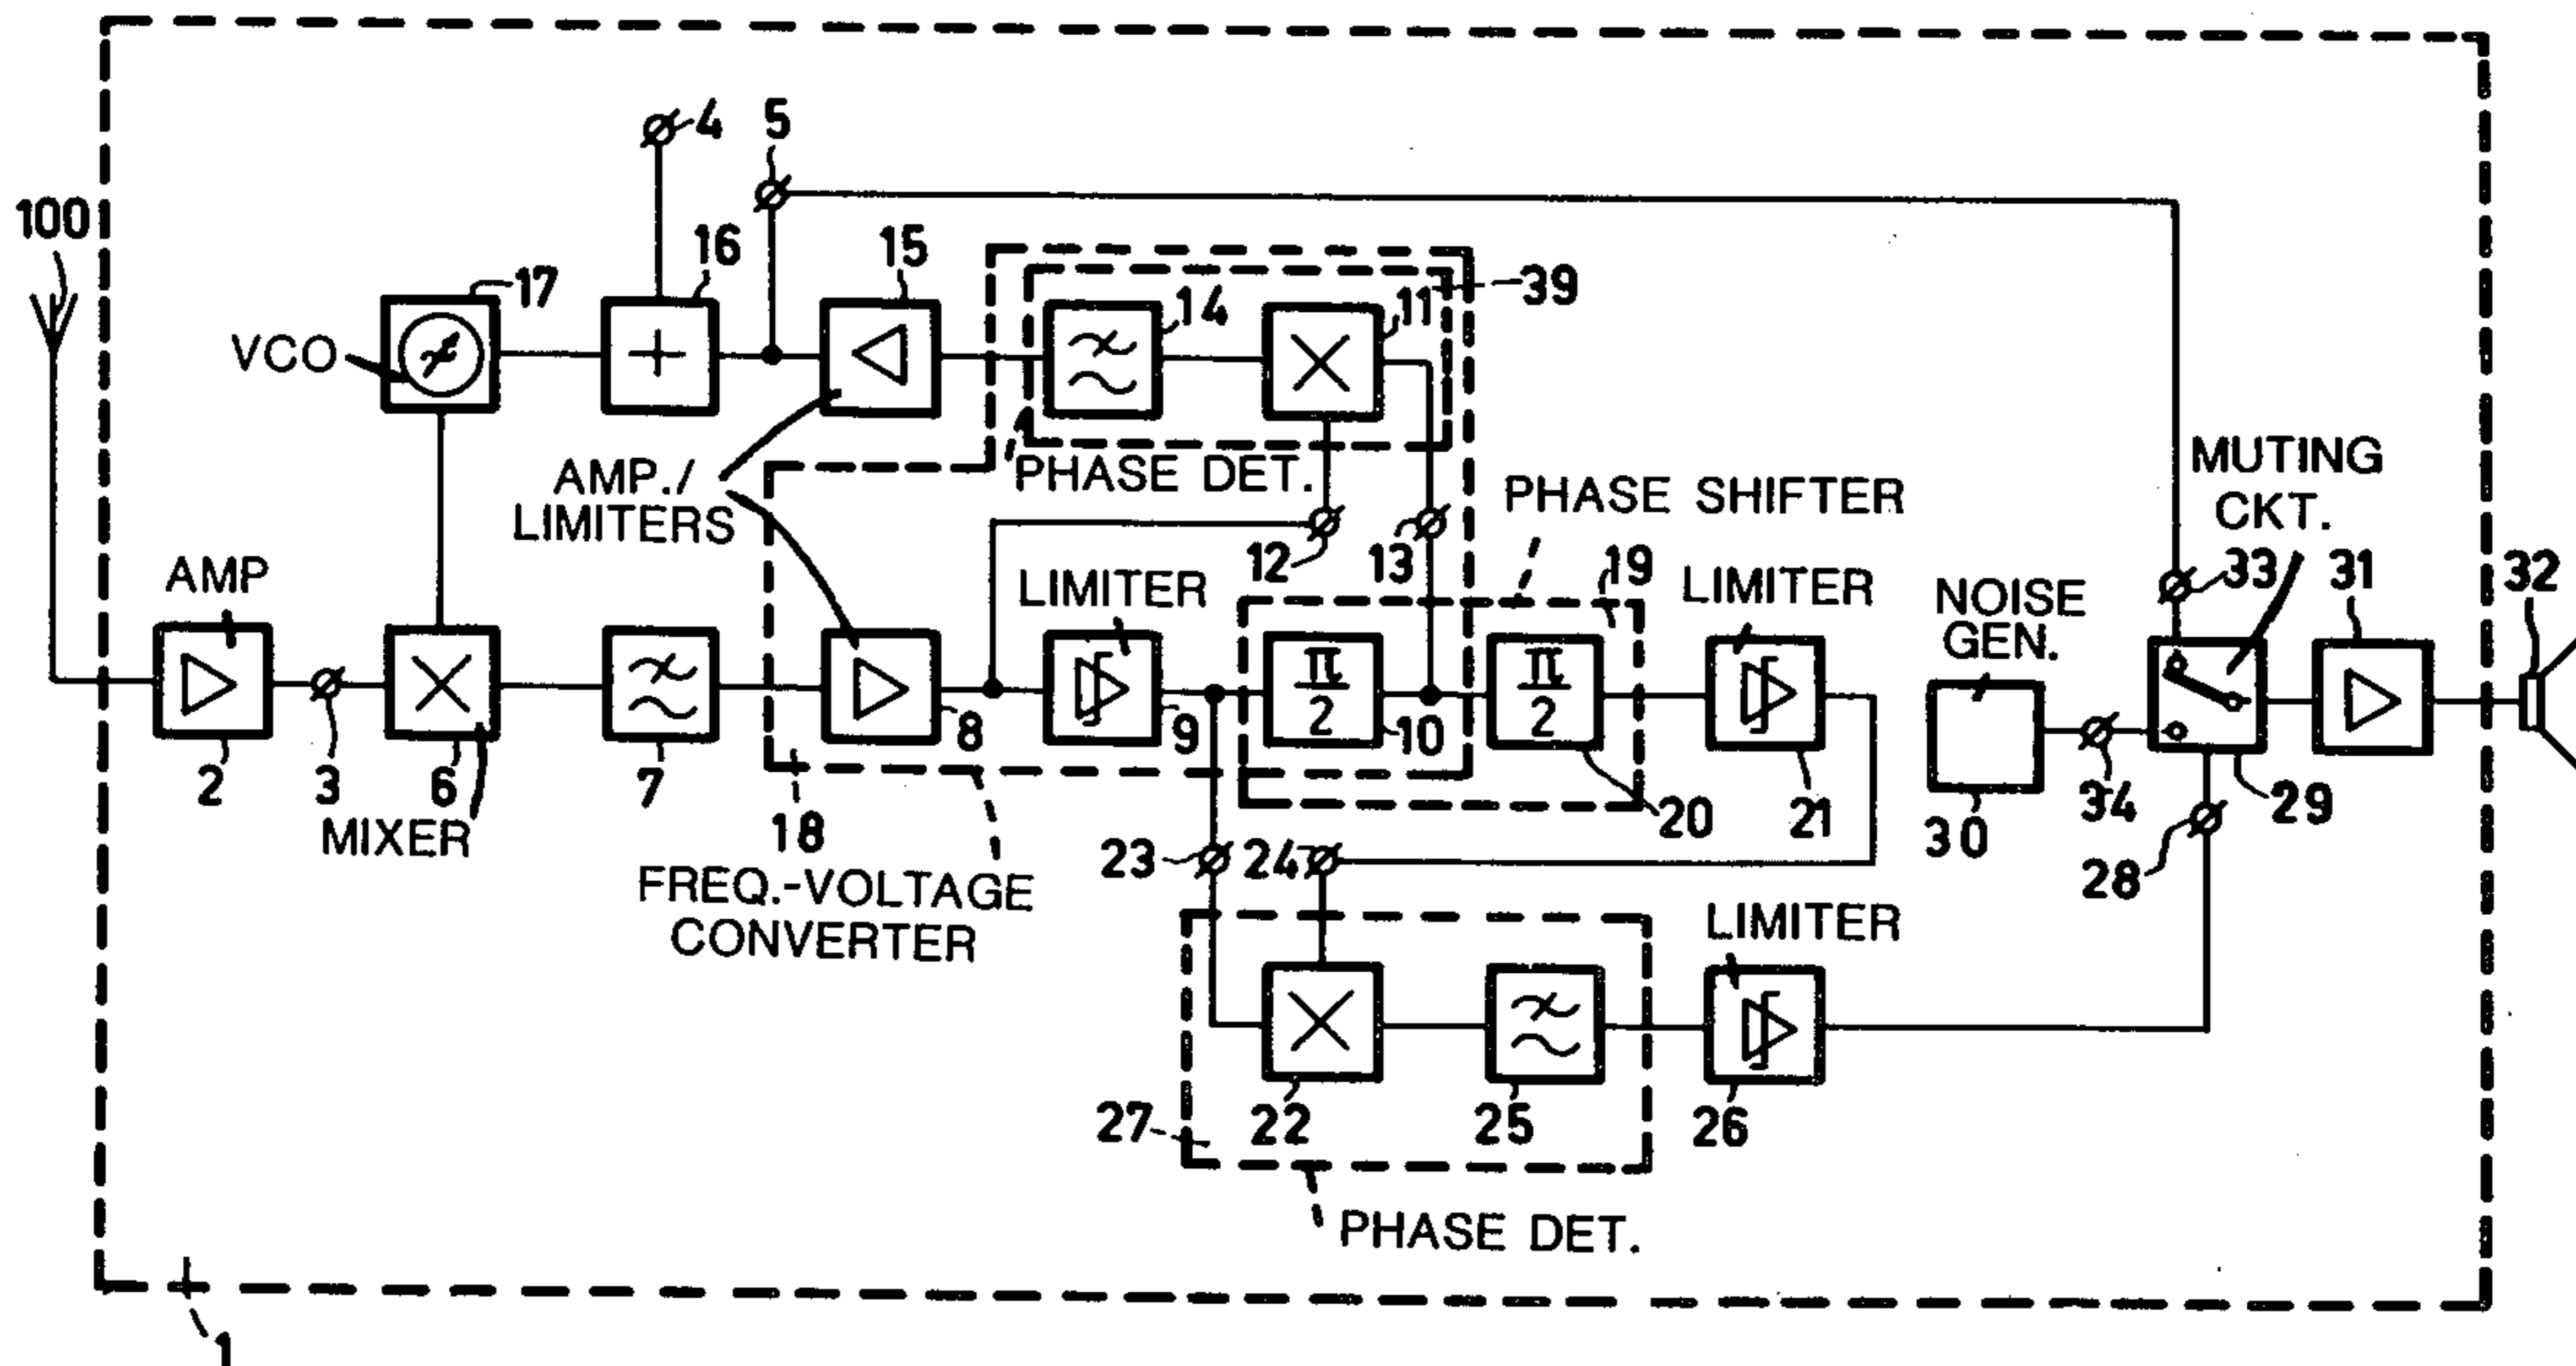 4
5
100
17
16
15
14
11
39
VCO
AMP./
LIMITERS
PHASE DET.
PHASE SHIFTER
MUTING
CKT.
12
13
19
33
31
32
AMP
LIMITER
LIMITER
NOISE
GEN.
π
2
π
2
2
3
6
7
8
9
10
20
21
30
34
29
28
MIXER
18
FREQ.-VOLTAGE
CONVERTER
23
24
LIMITER
27
22
25
26
PHASE DET.
1